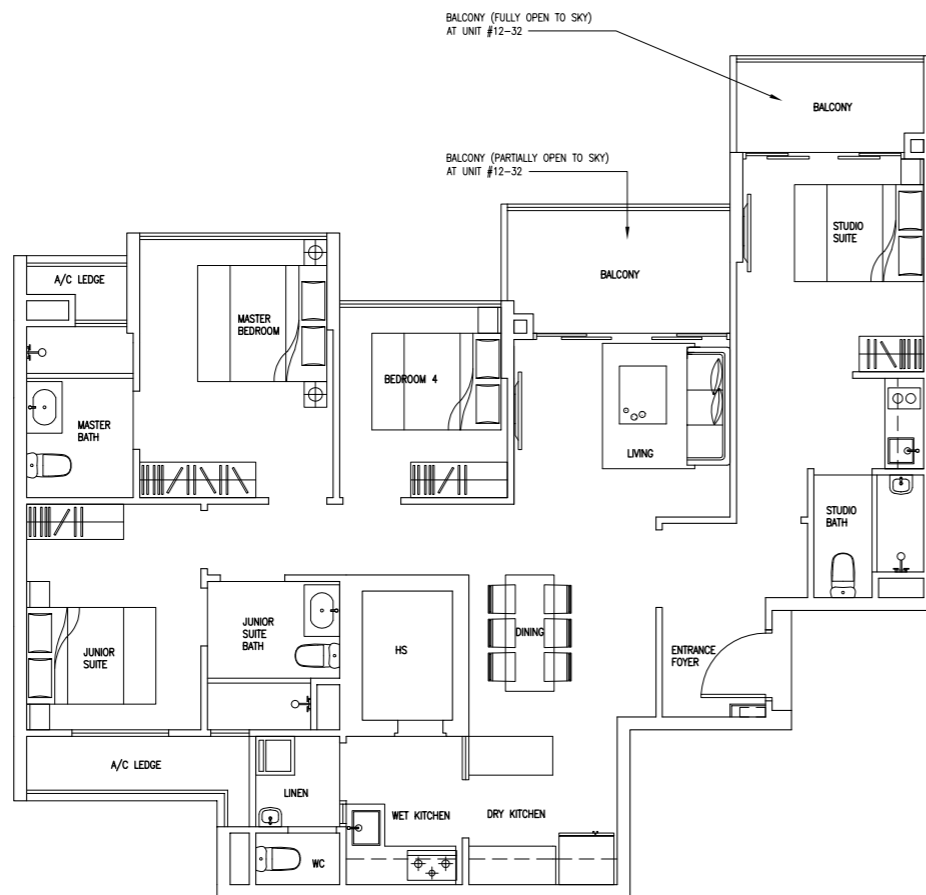 BALCONY (FULLY OPEN TO SKY)
AT UNIT #12-32
BALCONY
BALCONY (PARTIALLY OPEN TO SKY)
AT UNIT #12-32
STUDIO
SUITE
A/C LEDGE
BALCONY
MASTER
BEDROOM
BEDROOM 4
MASTER
BATH
LIVING
STUDIO
BATH
JUNIOR
SUITE
BATH
DINING
JUNIOR
SUITE
HS
ENTRANCE
FOYER
A/C LEDGE
LINEN
WET KITCHEN
DRY KITCHEN
WC